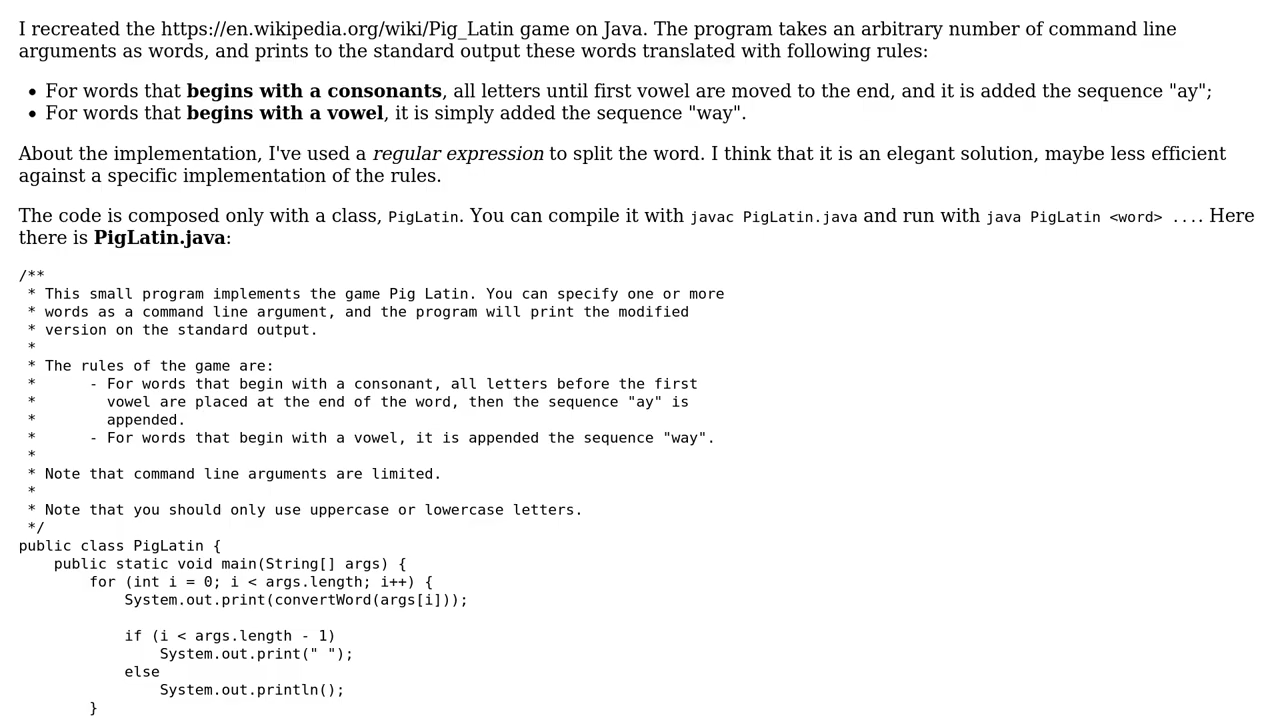 I recreated the https://en.wikipedia.org/wiki/Pig_Latin game on Java. The program takes an arbitrary number of command line
arguments as words, and prints to the standard output these words translated with following rules:
• For words that begins with a consonants, all letters until first vowel are moved to the end, and it is added the sequence "ay";
• For words that begins with a vowel, it is simply added the sequence "way".
About the implementation, I've used a regular expression to split the word. I think that it is an elegant solution, maybe less efficient
against a specific implementation of the rules.
The code is composed only with a class, PigLatin. You can compile it with javac PigLatin.java and run with java PigLatin <word> .... Here
there is PigLatin.java:
/**
 * This small program implements the game Pig Latin. You can specify one or more
 * words as a command line argument, and the program will print the modified
 * version on the standard output.
 *
 * The rules of the game are:
 *      - For words that begin with a consonant, all letters before the first
 *        vowel are placed at the end of the word, then the sequence "ay" is
 *        appended.
 *      - For words that begin with a vowel, it is appended the sequence "way".
 *
 * Note that command line arguments are limited.
 *
 * Note that you should only use uppercase or lowercase letters.
 */
public class PigLatin {
    public static void main(String[] args) {
        for (int i = 0; i < args.length; i++) {
            System.out.print(convertWord(args[i]));

            if (i < args.length - 1)
                System.out.print(" ");
            else
                System.out.println();
        }